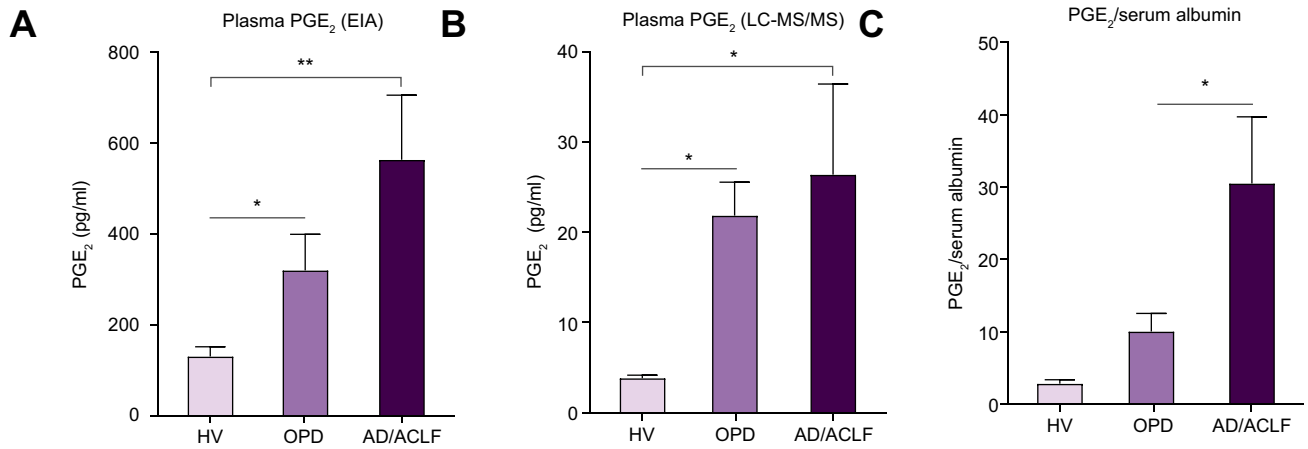 A
Plasma PGE₂ (EIA)
PGE₂ (pg/ml)
800
600
400
200
0
**
*
HV
OPD
AD/ACLF
B
Plasma PGE₂ (LC-MS/MS)
PGE₂ (pg/ml)
40
30
20
10
0
*
*
HV
OPD
AD/ACLF
C
PGE₂/serum albumin
PGE₂/serum albumin
50
40
30
20
10
0
*
HV
OPD
AD/ACLF